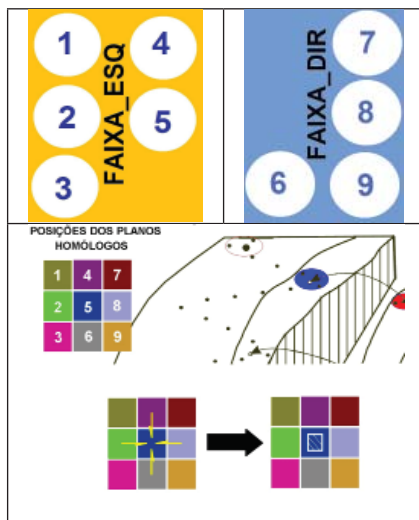 1 4
2 5
3
FAIXA_ESQ
7
8
6 9
FAIXA_DIR
POSIÇÕES DOS PLANOS
HOMÓLOGOS
1 4 7
2 5 8
3 6 9